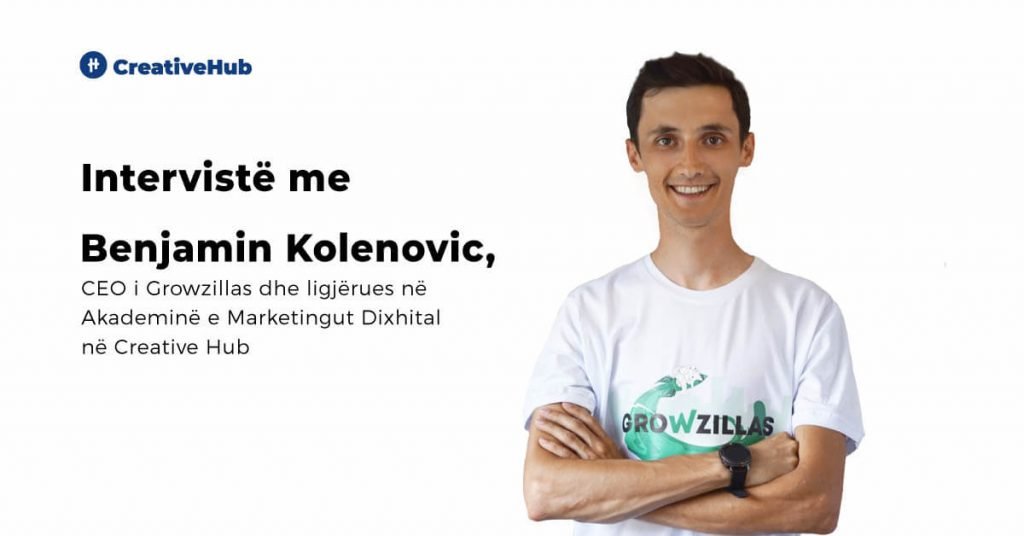 CreativeHub
Intervistë me
Benjamin Kolenovic,
CEO i Growzillas dhe ligjërues në
Akademinë e Marketingut Dixhital
në Creative Hub
GROWZILLAS